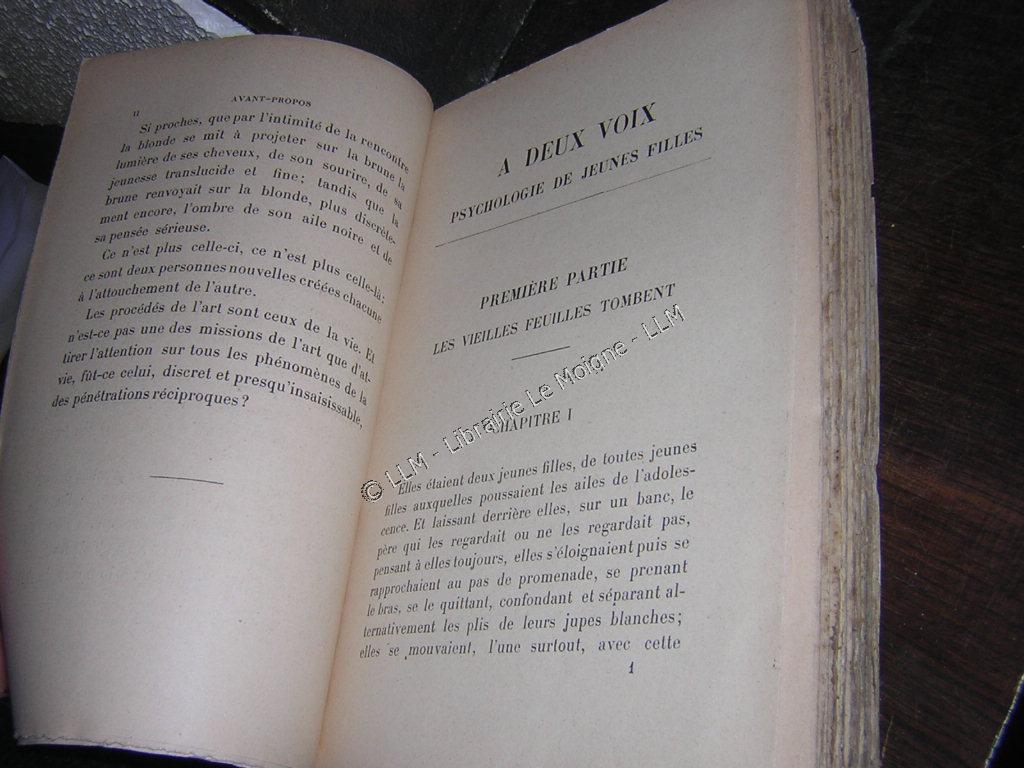 II
AVANT-PROPOS
Si proches, que par l'intimité de la rencontre
la blonde se mit à projeter sur la brune la
lumière de ses cheveux, de son sourire, de sa
jeunesse translucide et fine; tandis que la
brune renvoyait sur la blonde, plus discrète-
ment encore, l'ombre de son aile noire et de
sa pensée sérieuse.
Ce n'est plus celle-ci, ce n'est plus celle-là;
ce sont deux personnes nouvelles créées chacune
à l'attouchement de l'autre.
Les procédés de l'art sont ceux de la vie. Et
n'est-ce pas une des missions de l'art que d'at-
tirer l'attention sur tous les phénomènes de la
vie, fût-ce celui, discret et presqu'insaisissable,
des pénétrations réciproques?
A DEUX VOIX
PSYCHOLOGIE DE JEUNES FILLES
PREMIÈRE PARTIE
LES VIEILLES FEUILLES TOMBENT
© LLM - Librairie Le Moigne - LLM
CHAPITRE I
Elles étaient deux jeunes filles, de toutes jeunes
filles auxquelles poussaient les ailes de l'adoles-
cence. Et laissant derrière elles, sur un banc, le
père qui les regardait ou ne les regardait pas,
pensant à elles toujours, elles s'éloignaient puis se
rapprochaient au pas de promenade, se prenant
le bras, se le quittant, confondant et séparant al-
ternativement les plis de leurs jupes blanches;
elles se mouvaient, l'une surtout, avec cette
1